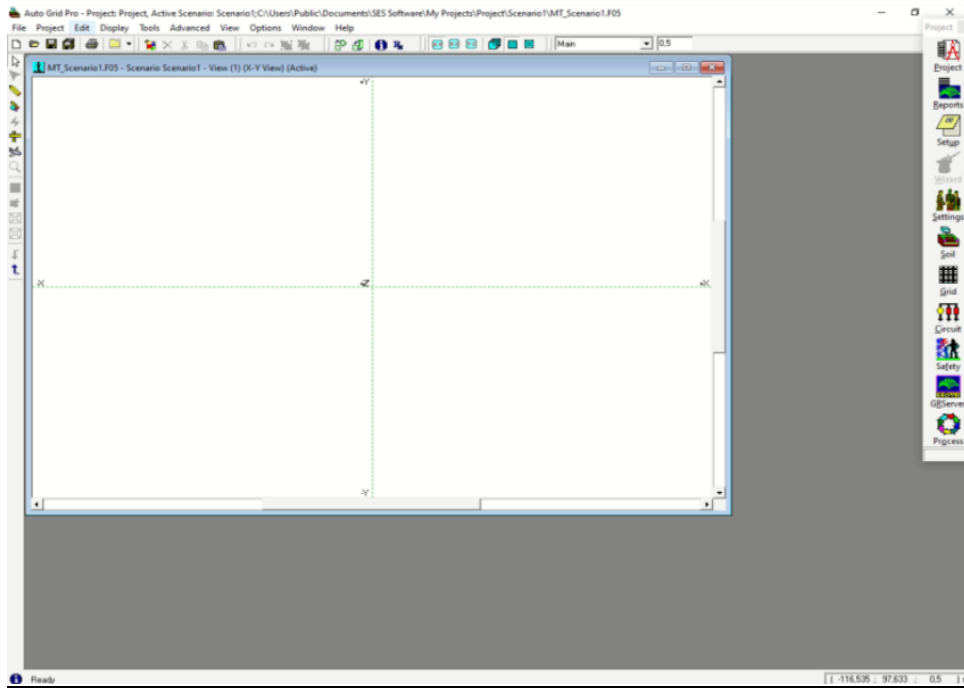 Auto Grid Pro - Project: Project, Active Scenario: Scenario1;C:\Users\Public\Documents\SES Software\My Projects\Project\Scenario1\MT_Scenario1.F05
File Project Edit Display Tools Advanced View Options Window Help
Project
Main 0,5
MT_Scenario1.F05 - Scenario Scenario1 - View (1) (X-Y View) (Active)
+Y
Project
Reports
Setup
Wizard
Settings
Soil
-X +Z +X
Grid
Circuit
Safety
GRServer
Process
-Y
Ready
( -116,535 ; 97,633 ; 0,5 )